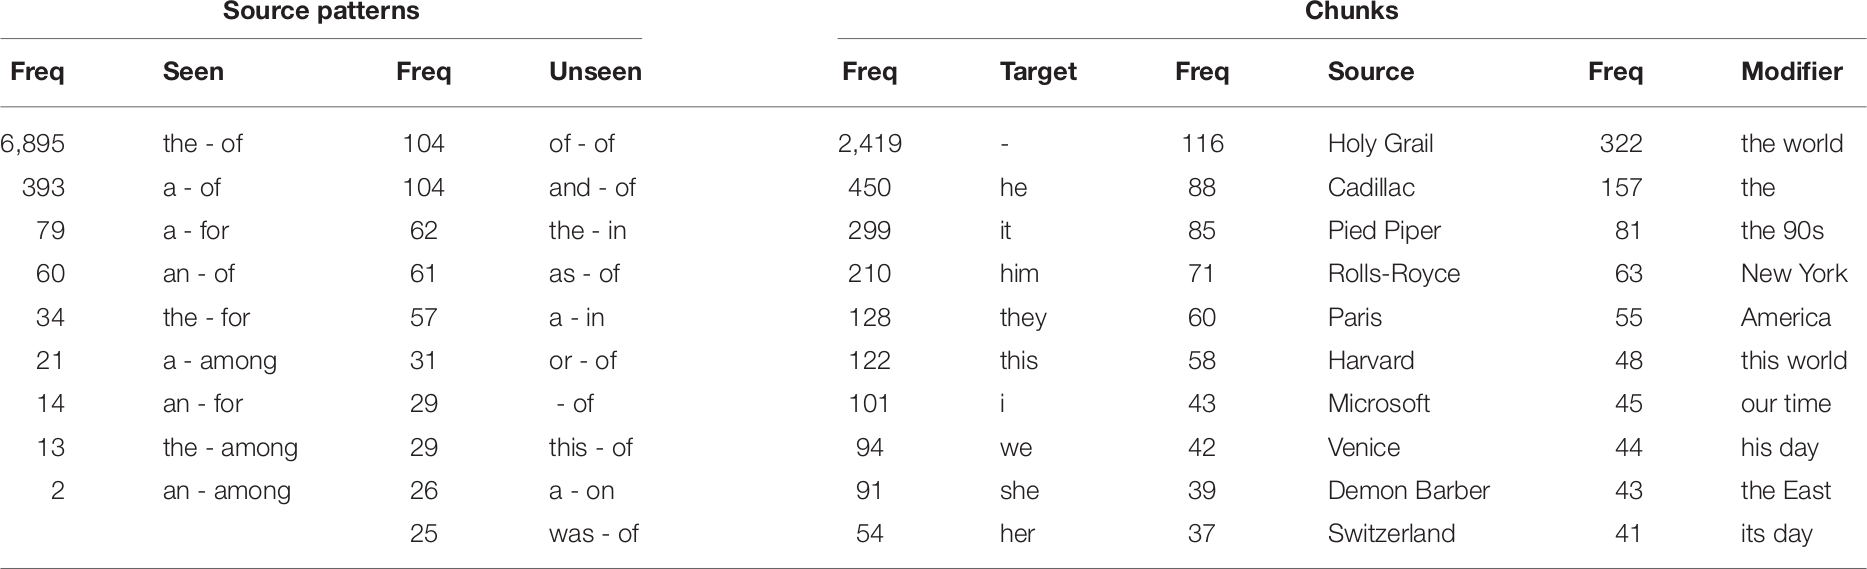 Source patterns Chunks
Freq Seen Freq Unseen Freq Target Freq Source Freq Modifier
6,895 the - of 104 of - of 2,419 - 116 Holy Grail 322 the world
393 a - of 104 and - of 450 he 88 Cadillac 157 the
79 a - for 62 the - in 299 it 85 Pied Piper 81 the 90s
60 an - of 61 as - of 210 him 71 Rolls-Royce 63 New York
34 the - for 57 a - in 128 they 60 Paris 55 America
21 a - among 31 or - of 122 this 58 Harvard 48 this world
14 an - for 29 - of 101 i 43 Microsoft 45 our time
13 the - among 29 this - of 94 we 42 Venice 44 his day
2 an - among 26 a - on 91 she 39 Demon Barber 43 the East
25 was - of 54 her 37 Switzerland 41 its day